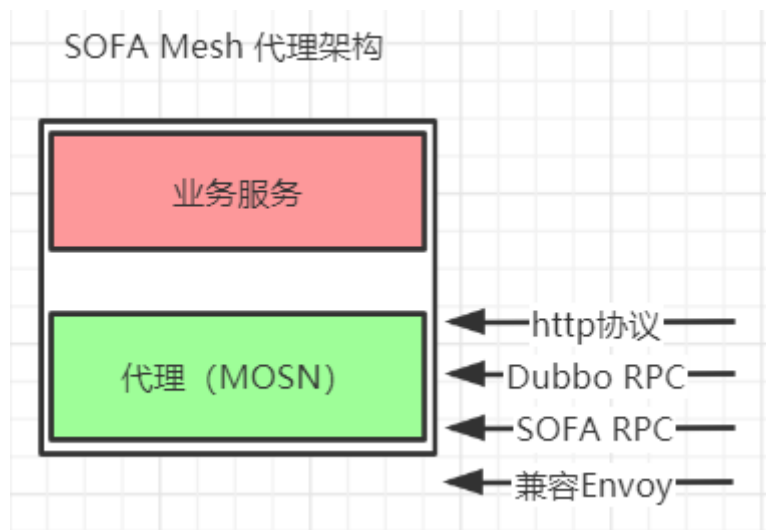 SOFA Mesh 代理架构
业务服务
代理（MOSN）
http协议
Dubbo RPC
SOFA RPC
兼容Envoy